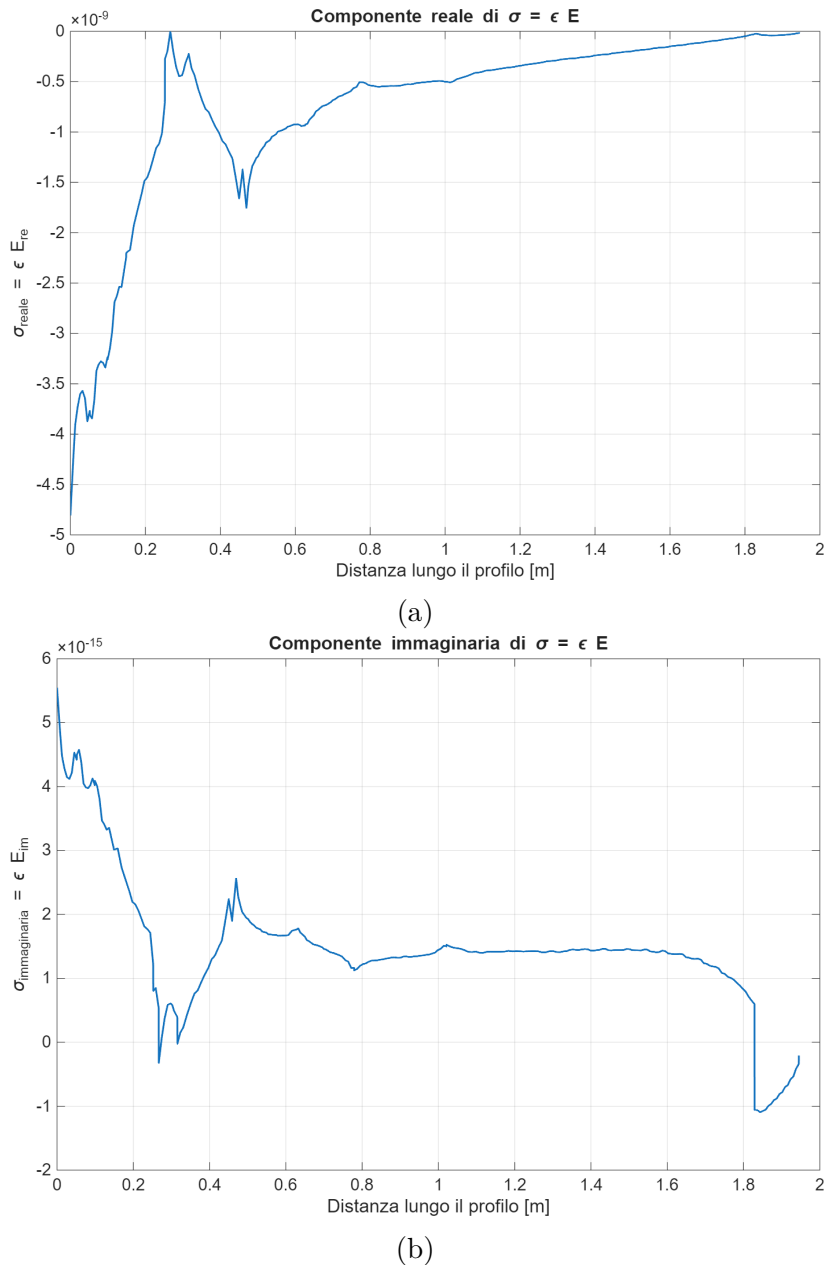 Componente reale di σ = ϵ E
×10⁻⁹
0
-0.5
-1
-1.5
-2
-2.5
-3
-3.5
-4
-4.5
-5
σ_reale = ϵ E_re
0 0.2 0.4 0.6 0.8 1 1.2 1.4 1.6 1.8 2
Distanza lungo il profilo [m]
(a)
Componente immaginaria di σ = ϵ E
×10⁻¹⁵
6
5
4
3
2
1
0
-1
-2
σ_immaginaria = ϵ E_im
0 0.2 0.4 0.6 0.8 1 1.2 1.4 1.6 1.8 2
Distanza lungo il profilo [m]
(b)